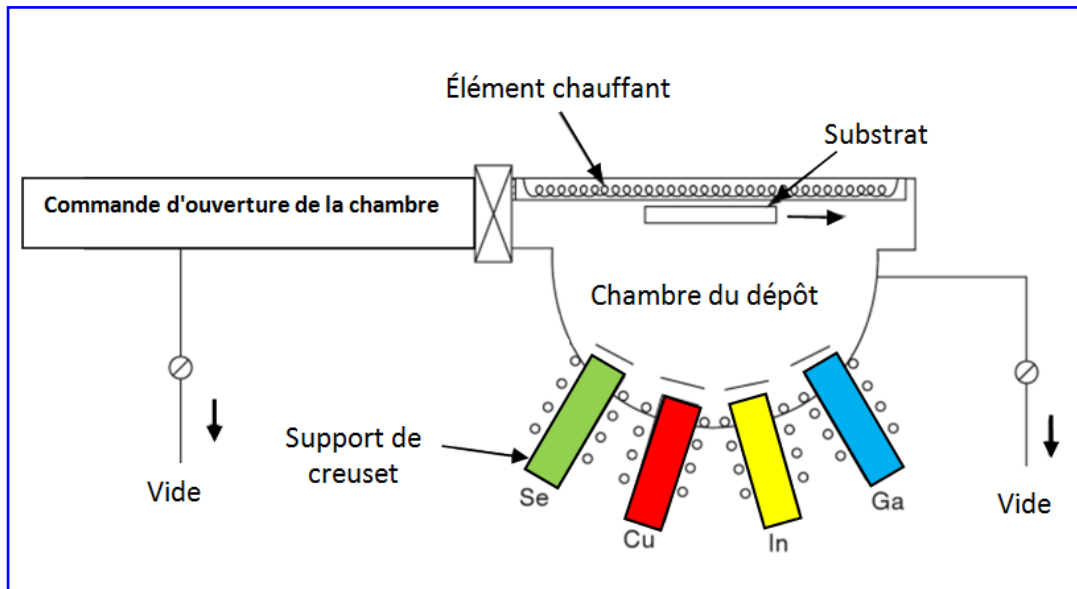 Élément chauffant
Substrat
Commande d'ouverture de la chambre
Chambre du dépôt
Support de
creuset
Vide
Se
Cu
In
Ga
Vide